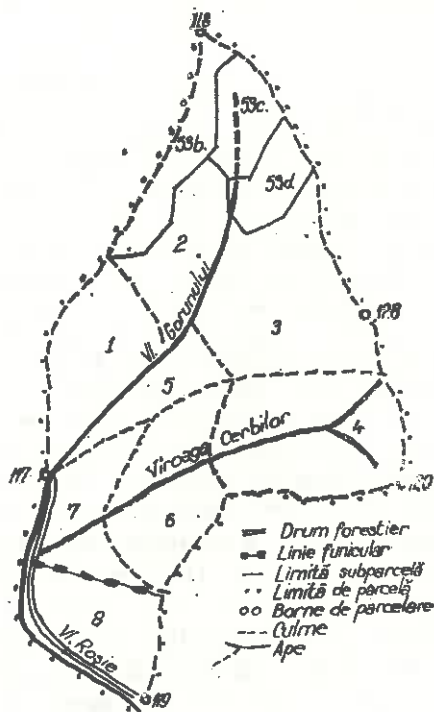 118
53c.
53b.
53d.
2
Vl. Gorunului
128
1
3
5
Viroaga Cerbilor
4
117
7
6
8
Vl. Roșie
119
Drum forestier
Linie funicular
Limită subparcelă
Limită de parcelă
Borne de parcelare
Culme
Ape